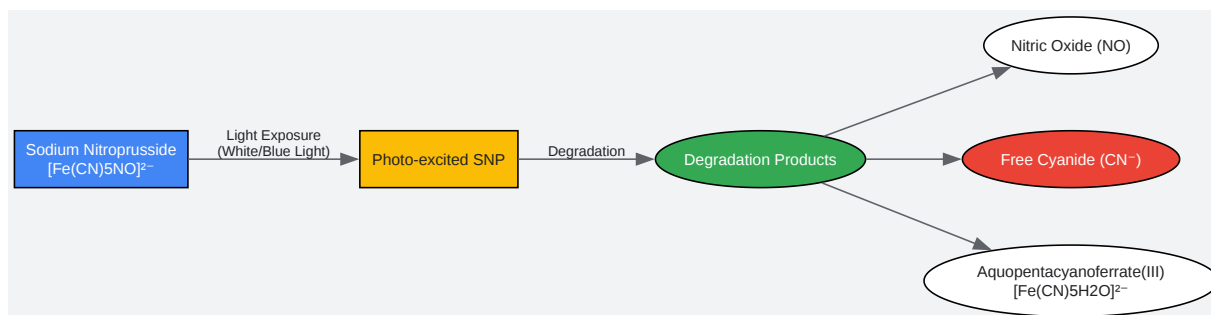 Sodium Nitroprusside
[Fe(CN)5NO]²⁻
Light Exposure
(White/Blue Light)
Photo-excited SNP
Degradation
Degradation Products
Nitric Oxide (NO)
Free Cyanide (CN⁻)
Aquopentacyanoferrate(III)
[Fe(CN)5H2O]²⁻